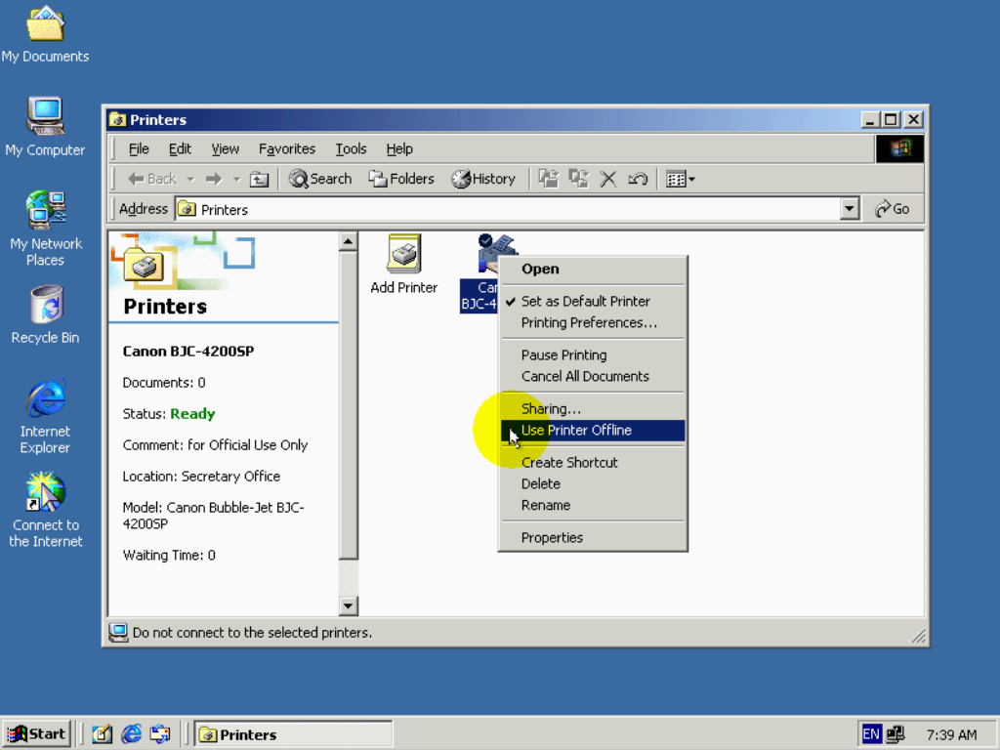 My Documents
My Computer
My Network
Places
Recycle Bin
Internet
Explorer
Connect to
the Internet
Printers
File Edit View Favorites Tools Help
Back Search Folders History
Address Printers Go
Printers
Canon BJC-4200SP
Documents: 0
Status: Ready
Comment: for Official Use Only
Location: Secretary Office
Model: Canon Bubble-Jet BJC-
4200SP
Waiting Time: 0
Add Printer
Can
BJC-4
Open
Set as Default Printer
Printing Preferences...
Pause Printing
Cancel All Documents
Sharing...
Use Printer Offline
Create Shortcut
Delete
Rename
Properties
Do not connect to the selected printers.
Start Printers EN 7:39 AM